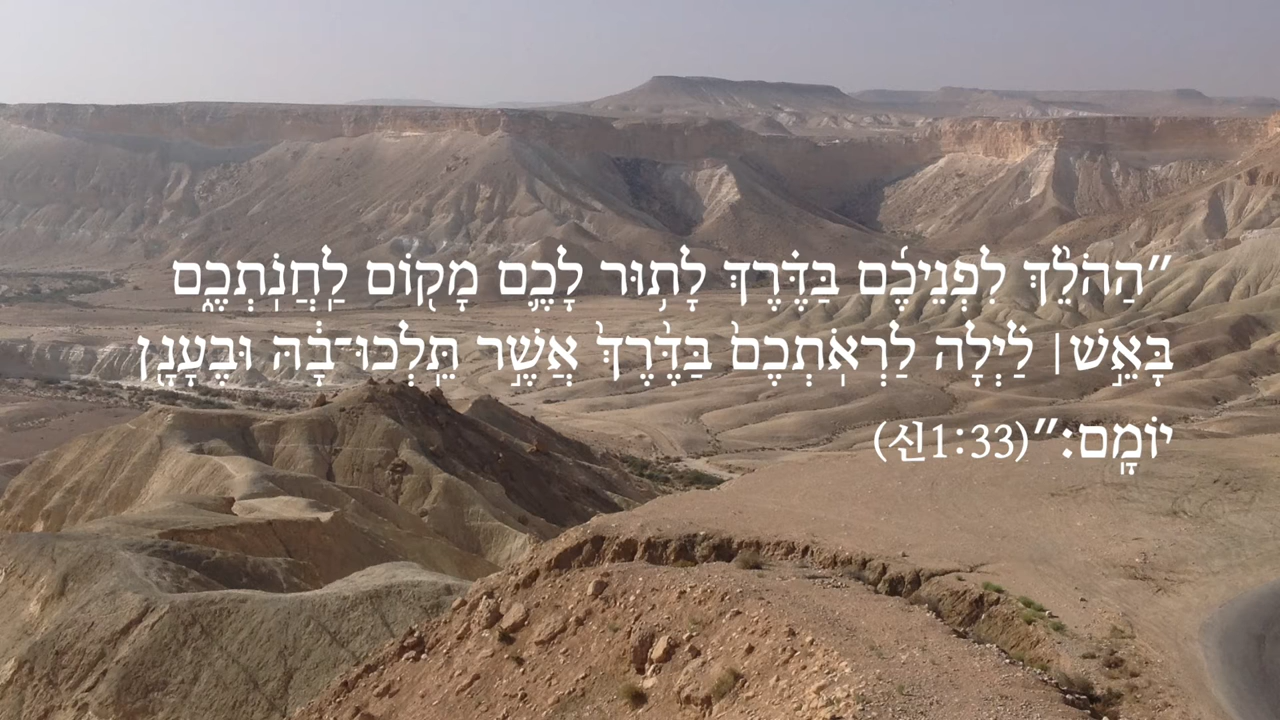 "הַהֹלֵ֨ךְ לִפְנֵיכֶ֜ם בַּדֶּ֗רֶךְ לָת֥וּר לָכֶ֛ם מָק֖וֹם לַֽחֲנֹֽתְכֶ֑ם
בָּאֵ֣שׁ׀ לַ֗יְלָה לַרְאֹֽתְכֶם֙ בַּדֶּ֙רֶךְ֙ אֲשֶׁ֣ר תֵּֽלְכוּ־בָ֔הּ וּבֶעָנָ֖ן
יוֹמָֽם׃"(신1:33)